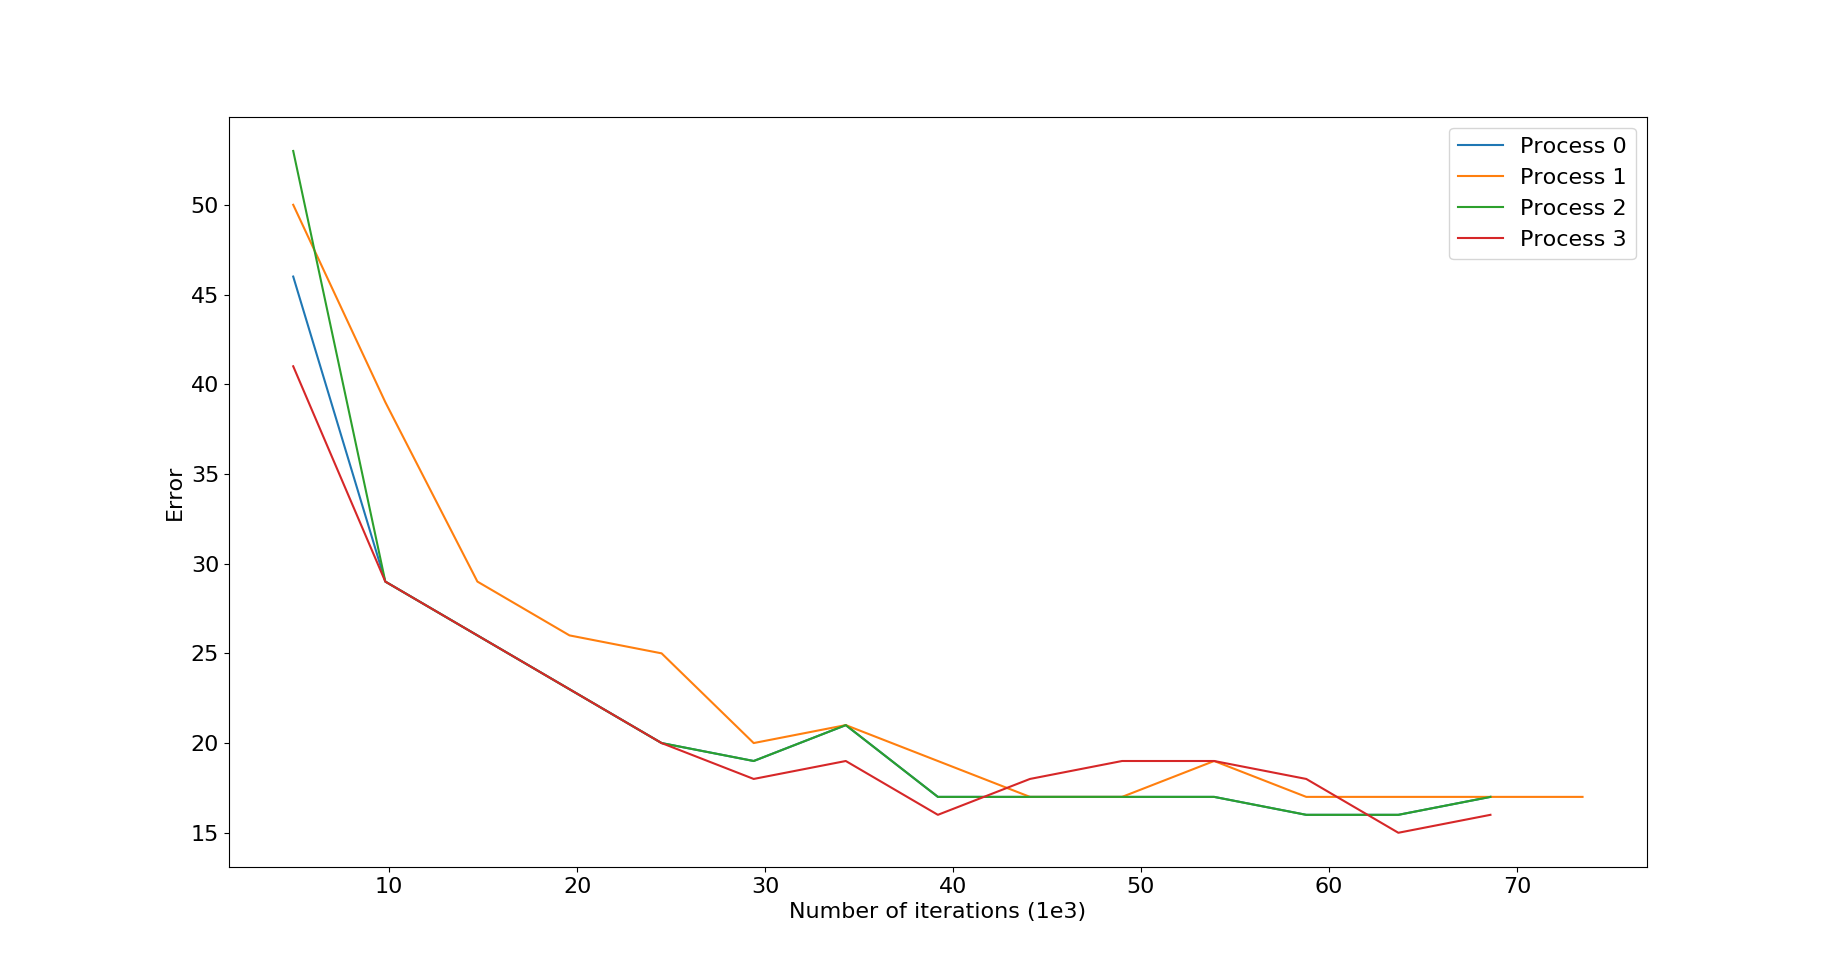 Process 0
Process 1
Process 2
Process 3
Error
50
45
40
35
30
25
20
15
10 20 30 40 50 60 70
Number of iterations (1e3)